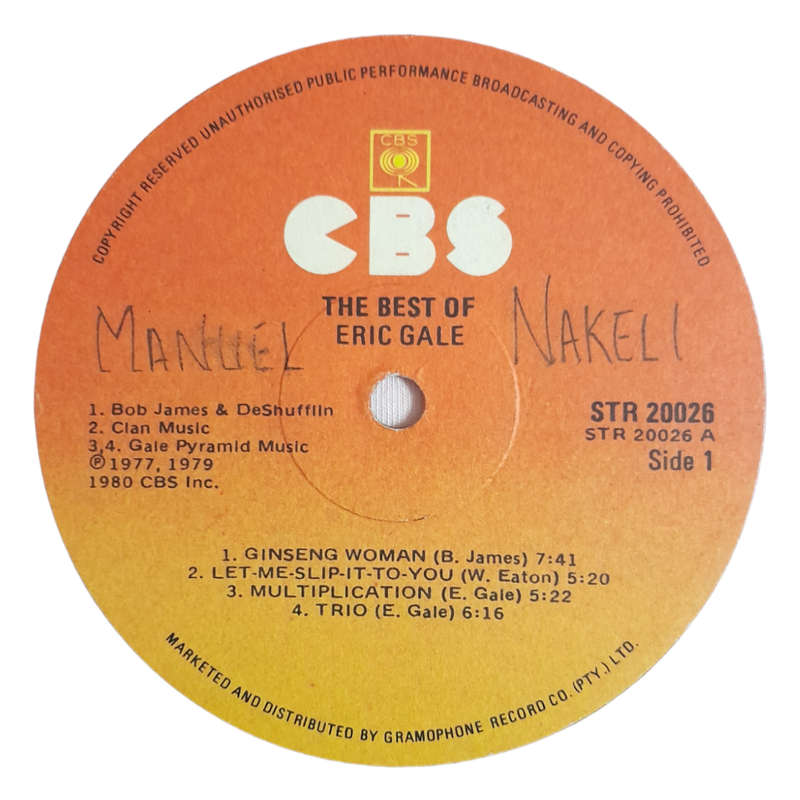 COPYRIGHT RESERVED UNAUTHORISED PUBLIC PERFORMANCE BROADCASTING AND COPYING PROHIBITED
CBS
CBS
THE BEST OF
ERIC GALE
MANUEL NAKELI
1. Bob James & DeShufflin
2. Clan Music
3,4. Gale Pyramid Music
℗1977, 1979
1980 CBS Inc.
STR 20026
STR 20026 A
Side 1
1. GINSENG WOMAN (B. James) 7:41
2. LET-ME-SLIP-IT-TO-YOU (W. Eaton) 5:20
3. MULTIPLICATION (E. Gale) 5:22
4. TRIO (E. Gale) 6:16
MARKETED AND DISTRIBUTED BY GRAMOPHONE RECORD CO. (PTY.) LTD.